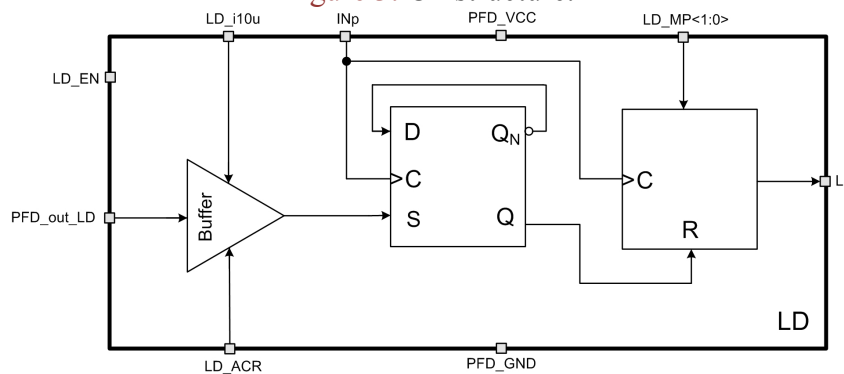 LD_i10u INp PFD_VCC LD_MP<1:0>
LD_EN
D QN
C C
Buffer
PFD_out_LD S Q
R
L
LD
LD_ACR PFD_GND